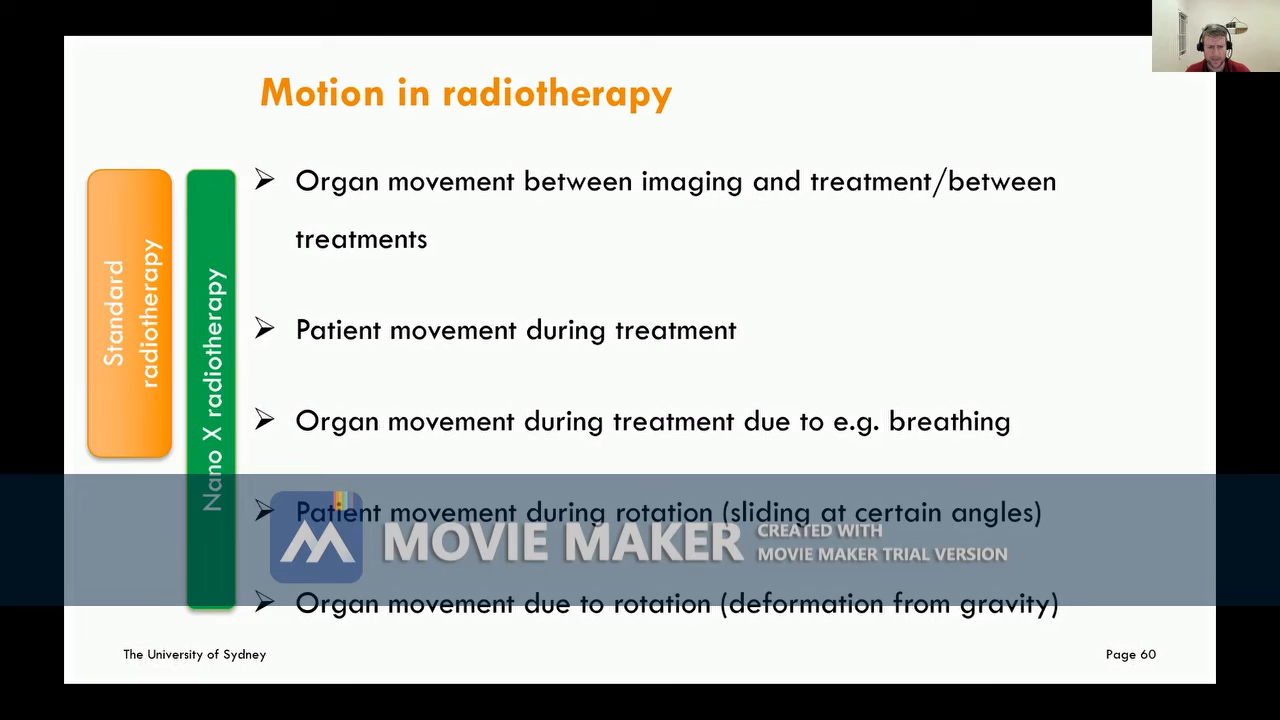 Motion in radiotherapy
Standard
radiotherapy
Nano X radiotherapy
➢ Organ movement between imaging and treatment/between
treatments
➢ Patient movement during treatment
➢ Organ movement during treatment due to e.g. breathing
➢ Patient movement during rotation (sliding at certain angles)
➢ Organ movement due to rotation (deformation from gravity)
MOVIE MAKER
CREATED WITH
MOVIE MAKER TRIAL VERSION
The University of Sydney
Page 60